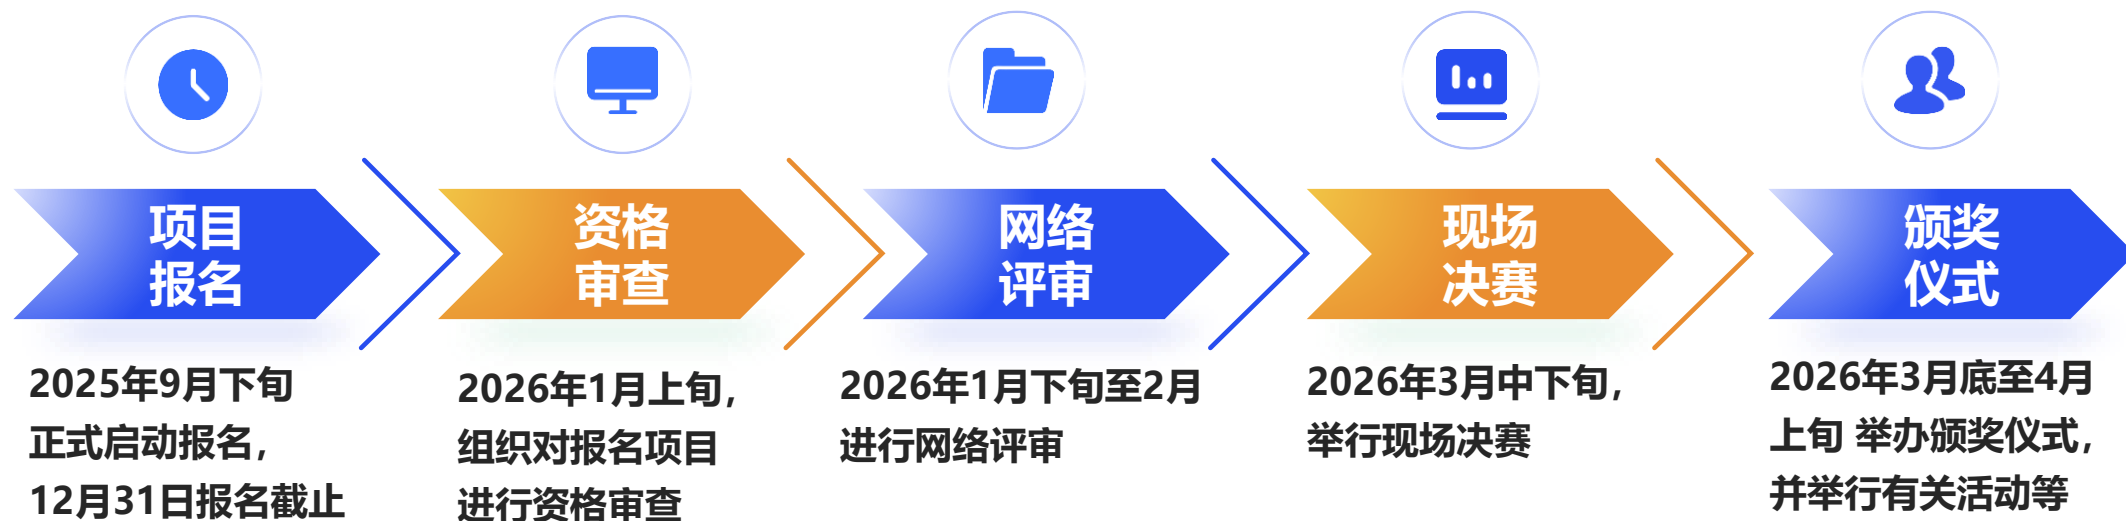 项目
报名
2025年9月下旬
正式启动报名，
12月31日报名截止
资格
审查
2026年1月上旬，
组织对报名项目
进行资格审查
网络
评审
2026年1月下旬至2月
进行网络评审
现场
决赛
2026年3月中下旬，
举行现场决赛
颁奖
仪式
2026年3月底至4月
上旬 举办颁奖仪式，
并举行有关活动等